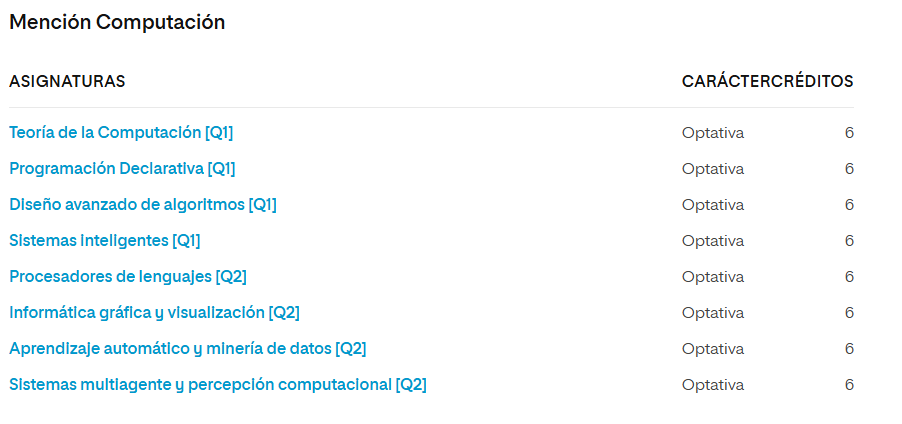 Mención Computación
ASIGNATURAS CARÁCTERCRÉDITOS
Teoría de la Computación [Q1] Optativa 6
Programación Declarativa [Q1] Optativa 6
Diseño avanzado de algoritmos [Q1] Optativa 6
Sistemas inteligentes [Q1] Optativa 6
Procesadores de lenguajes [Q2] Optativa 6
Informática gráfica y visualización [Q2] Optativa 6
Aprendizaje automático y minería de datos [Q2] Optativa 6
Sistemas multiagente y percepción computacional [Q2] Optativa 6